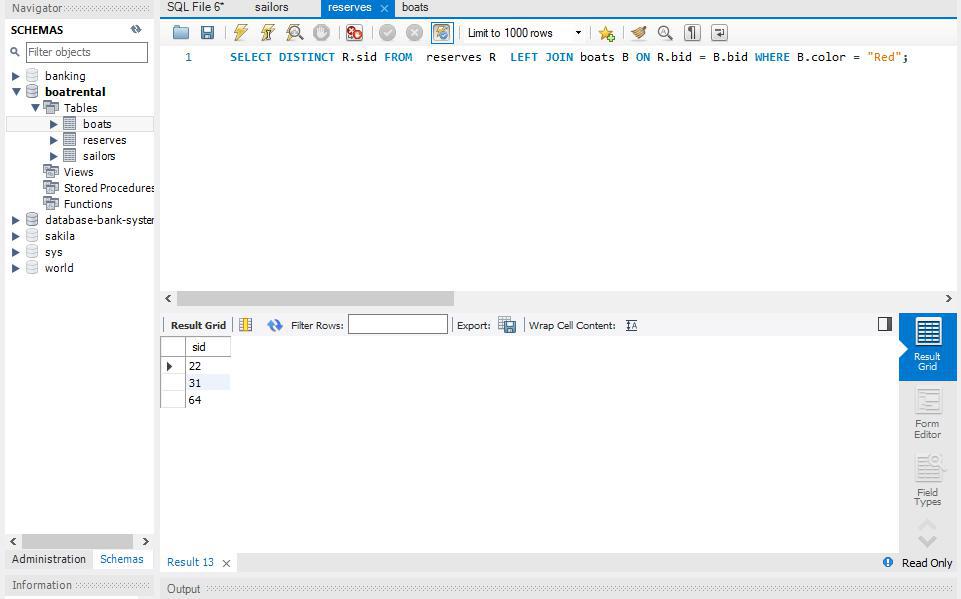 Navigator
SCHEMAS
Filter objects
banking
boatrental
Tables
boats
reserves
sailors
Views
Stored Procedures
Functions
database-bank-syster
sakila
sys
world
Administration Schemas
Information
SQL File 6* sailors reserves boats
Limit to 1000 rows
1 SELECT DISTINCT R.sid FROM reserves R LEFT JOIN boats B ON R.bid = B.bid WHERE B.color = "Red";
Result Grid Filter Rows: Export: Wrap Cell Content:
sid
22
31
64
Result
Grid
Form
Editor
Field
Types
Result 13 Read Only
Output